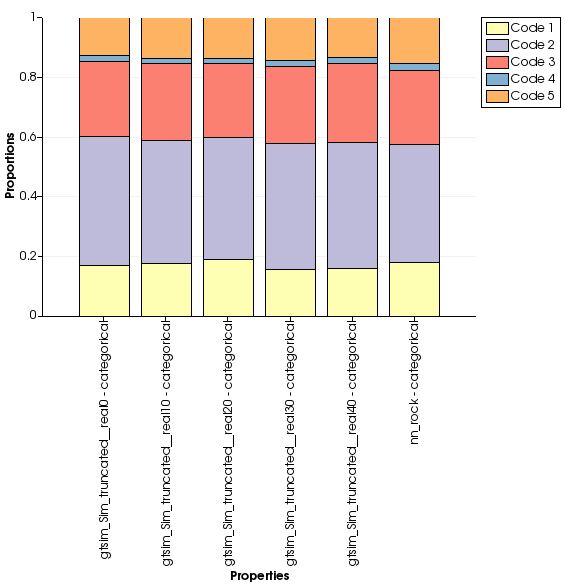 1
0.8
0.6
0.4
0.2
0
Proportions
Code 1
Code 2
Code 3
Code 4
Code 5
gtsim_Sim_truncated__real0 - categorical
gtsim_Sim_truncated__real10 - categorical
gtsim_Sim_truncated__real20 - categorical
gtsim_Sim_truncated__real30 - categorical
gtsim_Sim_truncated__real40 - categorical
nn_rock - categorical
Properties